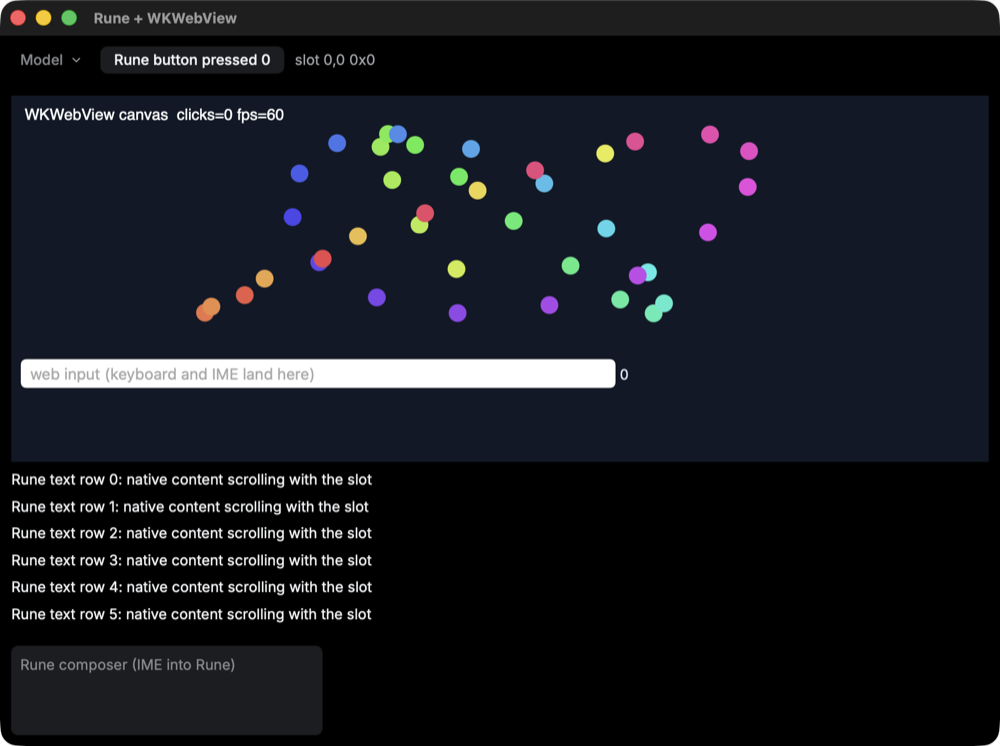 Rune + WKWebView
Model Rune button pressed 0 slot 0,0 0x0
WKWebView canvas clicks=0 fps=60
web input (keyboard and IME land here) 0
Rune text row 0: native content scrolling with the slot
Rune text row 1: native content scrolling with the slot
Rune text row 2: native content scrolling with the slot
Rune text row 3: native content scrolling with the slot
Rune text row 4: native content scrolling with the slot
Rune text row 5: native content scrolling with the slot
Rune composer (IME into Rune)